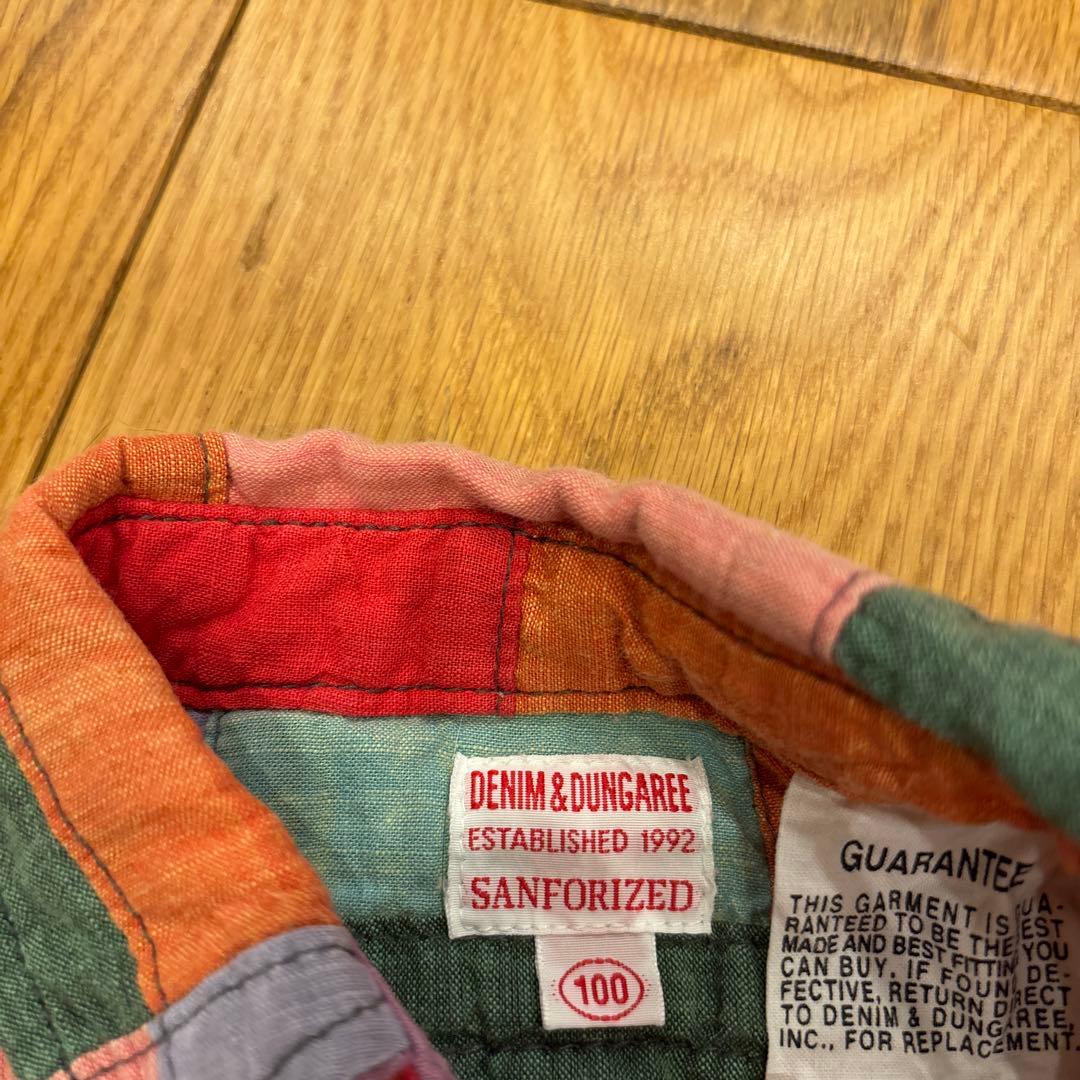 DENIM & DUNGAREE
ESTABLISHED 1992
SANFORIZED
100
GUARANTEE
THIS GARMENT IS GUA-
RANTEED TO BE THE BEST
MADE AND BEST FITTING YOU
CAN BUY. IF FOUND DE-
FECTIVE, RETURN DIRECT
TO DENIM & DUNGAREE,
INC., FOR REPLACEMENT.